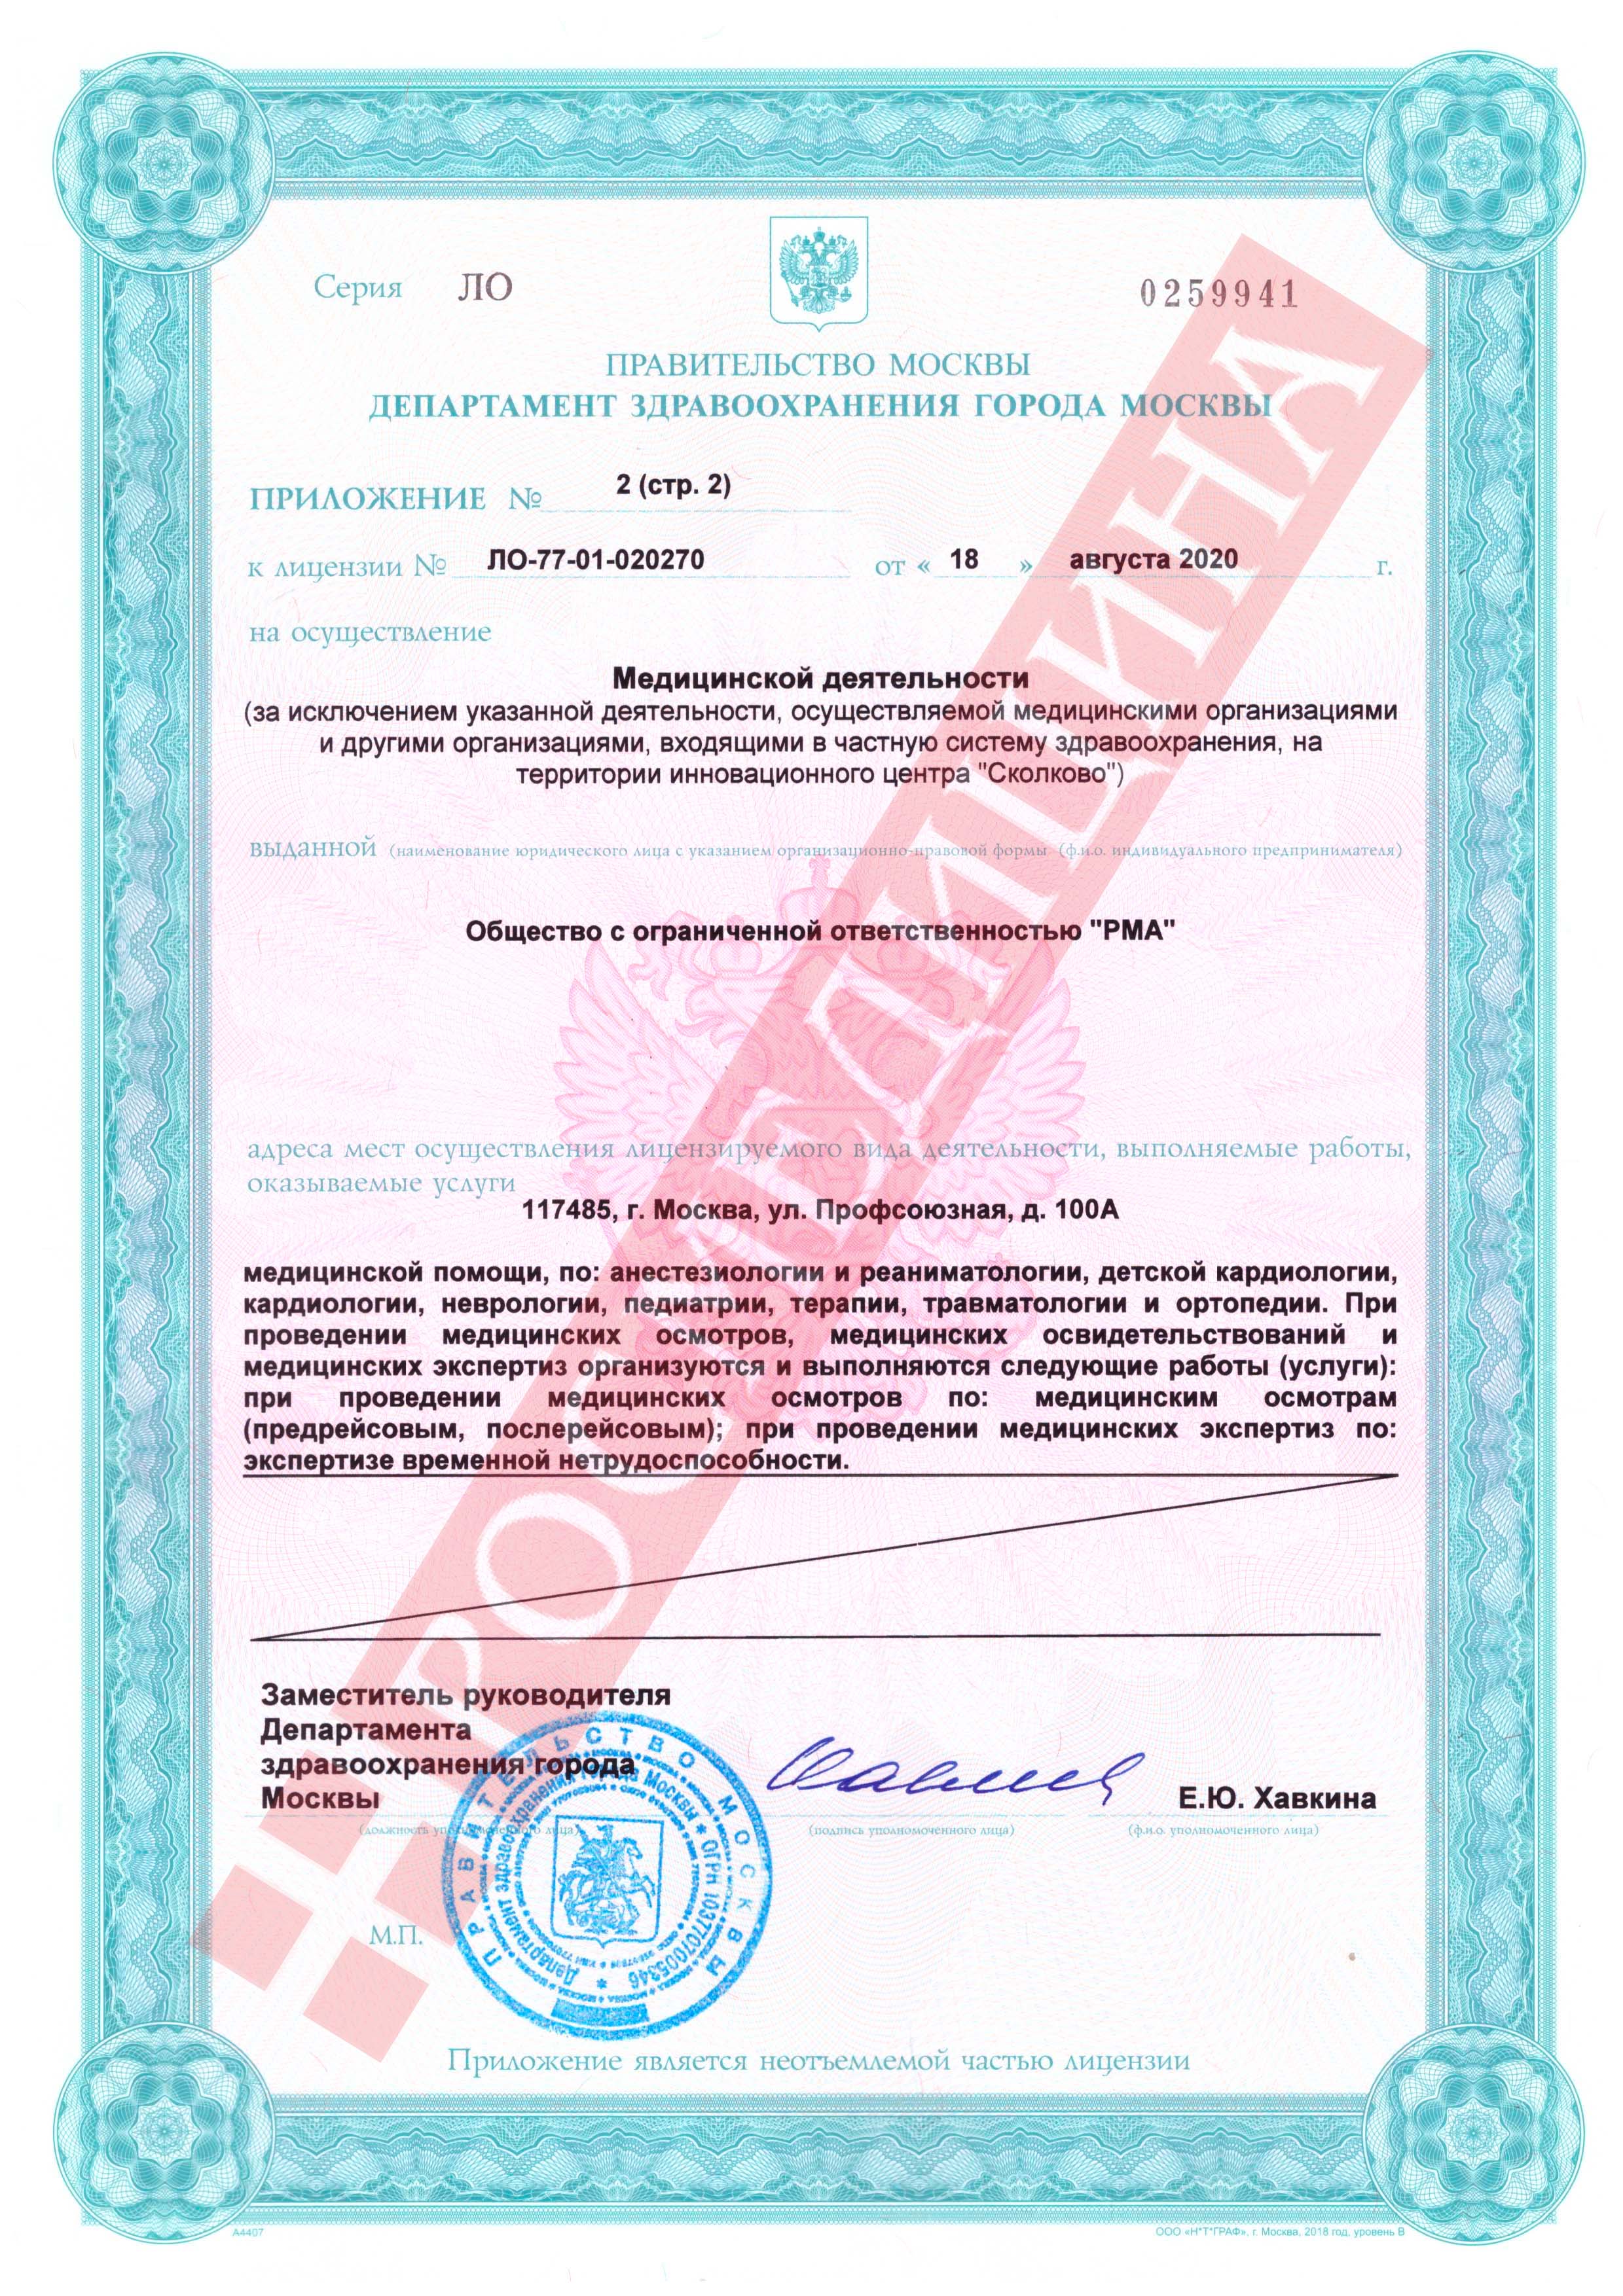 Серия ЛО 0259941
ПРАВИТЕЛЬСТВО МОСКВЫ
ДЕПАРТАМЕНТ ЗДРАВООХРАНЕНИЯ ГОРОДА МОСКВЫ
ПРИЛОЖЕНИЕ № 2 (стр. 2)
к лицензии № ЛО-77-01-020270 от « 18 » августа 2020 г.
на осуществление
Медицинской деятельности
(за исключением указанной деятельности, осуществляемой медицинскими организациями
и другими организациями, входящими в частную систему здравоохранения, на
территории инновационного центра "Сколково")
выданной (наименование юридического лица с указанием организационно-правовой формы (ф.и.о. индивидуального предпринимателя)
Общество с ограниченной ответственностью "РМА"
адреса мест осуществления лицензируемого вида деятельности, выполняемые работы,
оказываемые услуги
117485, г. Москва, ул. Профсоюзная, д. 100А
медицинской помощи, по: анестезиологии и реаниматологии, детской кардиологии,
кардиологии, неврологии, педиатрии, терапии, травматологии и ортопедии. При
проведении медицинских осмотров, медицинских освидетельствований и
медицинских экспертиз организуются и выполняются следующие работы (услуги):
при проведении медицинских осмотров по: медицинским осмотрам
(предрейсовым, послерейсовым); при проведении медицинских экспертиз по:
экспертизе временной нетрудоспособности.
Заместитель руководителя
Департамента
здравоохранения города
Москвы
Е.Ю. Хавкина
(должность уполномоченного лица)
(подпись уполномоченного лица)
(ф.и.о. уполномоченного лица)
М.П.
ПРАВИТЕЛЬСТВО МОСКВЫ
Департамент здравоохранения города Москвы * ОГРН 1037707005346 *
Приложение является неотъемлемой частью лицензии
А4407
ООО «Н*Т*ГРАФ», г. Москва, 2018 год, уровень В
РОСМЕДИЦИНА